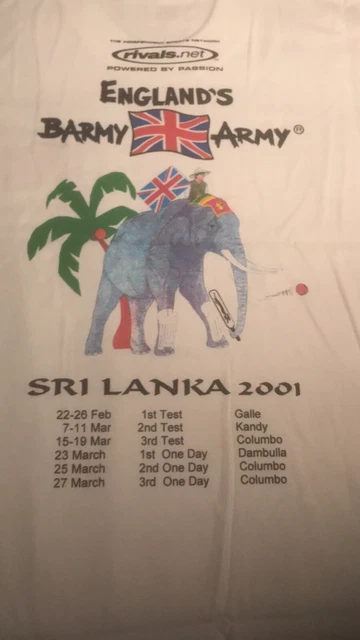 THE INDEPENDENT SPORTS NETWORK
rivals.net
POWERED BY PASSION
ENGLAND'S
BARMY ARMY®
SRI LANKA 2001
22-26 Feb 1st Test Galle
7-11 Mar 2nd Test Kandy
15-19 Mar 3rd Test Columbo
23 March 1st One Day Dambulla
25 March 2nd One Day Columbo
27 March 3rd One Day Columbo